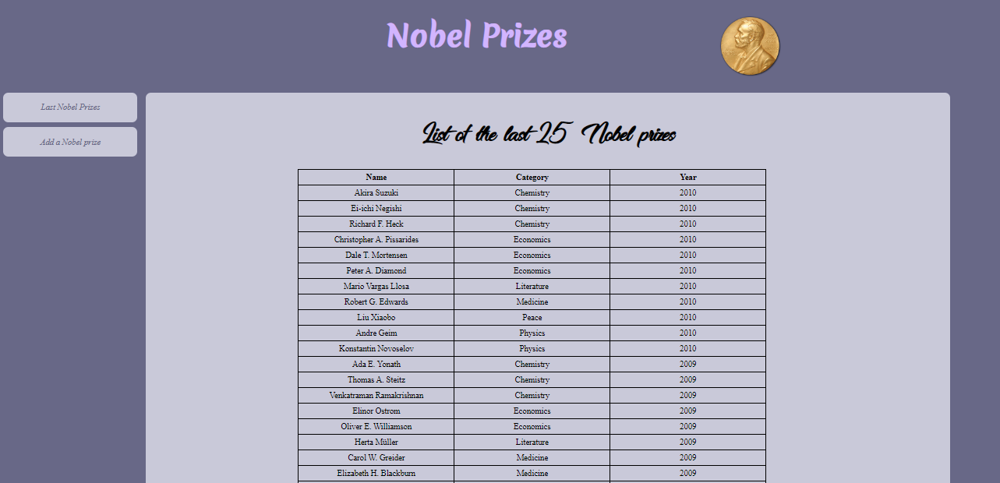 Nobel Prizes
Last Nobel Prizes
Add a Nobel prize
List of the last 25 Nobel prizes
Name Category Year
Akira Suzuki Chemistry 2010
Ei-ichi Negishi Chemistry 2010
Richard F. Heck Chemistry 2010
Christopher A. Pissarides Economics 2010
Dale T. Mortensen Economics 2010
Peter A. Diamond Economics 2010
Mario Vargas Llosa Literature 2010
Robert G. Edwards Medicine 2010
Liu Xiaobo Peace 2010
Andre Geim Physics 2010
Konstantin Novoselov Physics 2010
Ada E. Yonath Chemistry 2009
Thomas A. Steitz Chemistry 2009
Venkatraman Ramakrishnan Chemistry 2009
Elinor Ostrom Economics 2009
Oliver E. Williamson Economics 2009
Herta Müller Literature 2009
Carol W. Greider Medicine 2009
Elizabeth H. Blackburn Medicine 2009